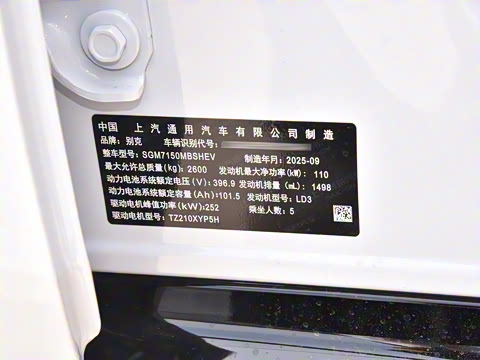 中国 上汽通用汽车有限公司制造
品牌: 别克 车辆识别代号:
整车型号: SGM7150MBSHEV 制造年月: 2025-09
最大允许总质量(kg): 2600 发动机最大净功率(kW): 110
动力电池系统额定电压(V): 396.9 发动机排量(mL): 1498
动力电池系统额定容量(Ah): 101.5 发动机型号: LD3
驱动电机峰值功率(kW): 252 乘坐人数: 5
驱动电机型号: TZ210XYP5H